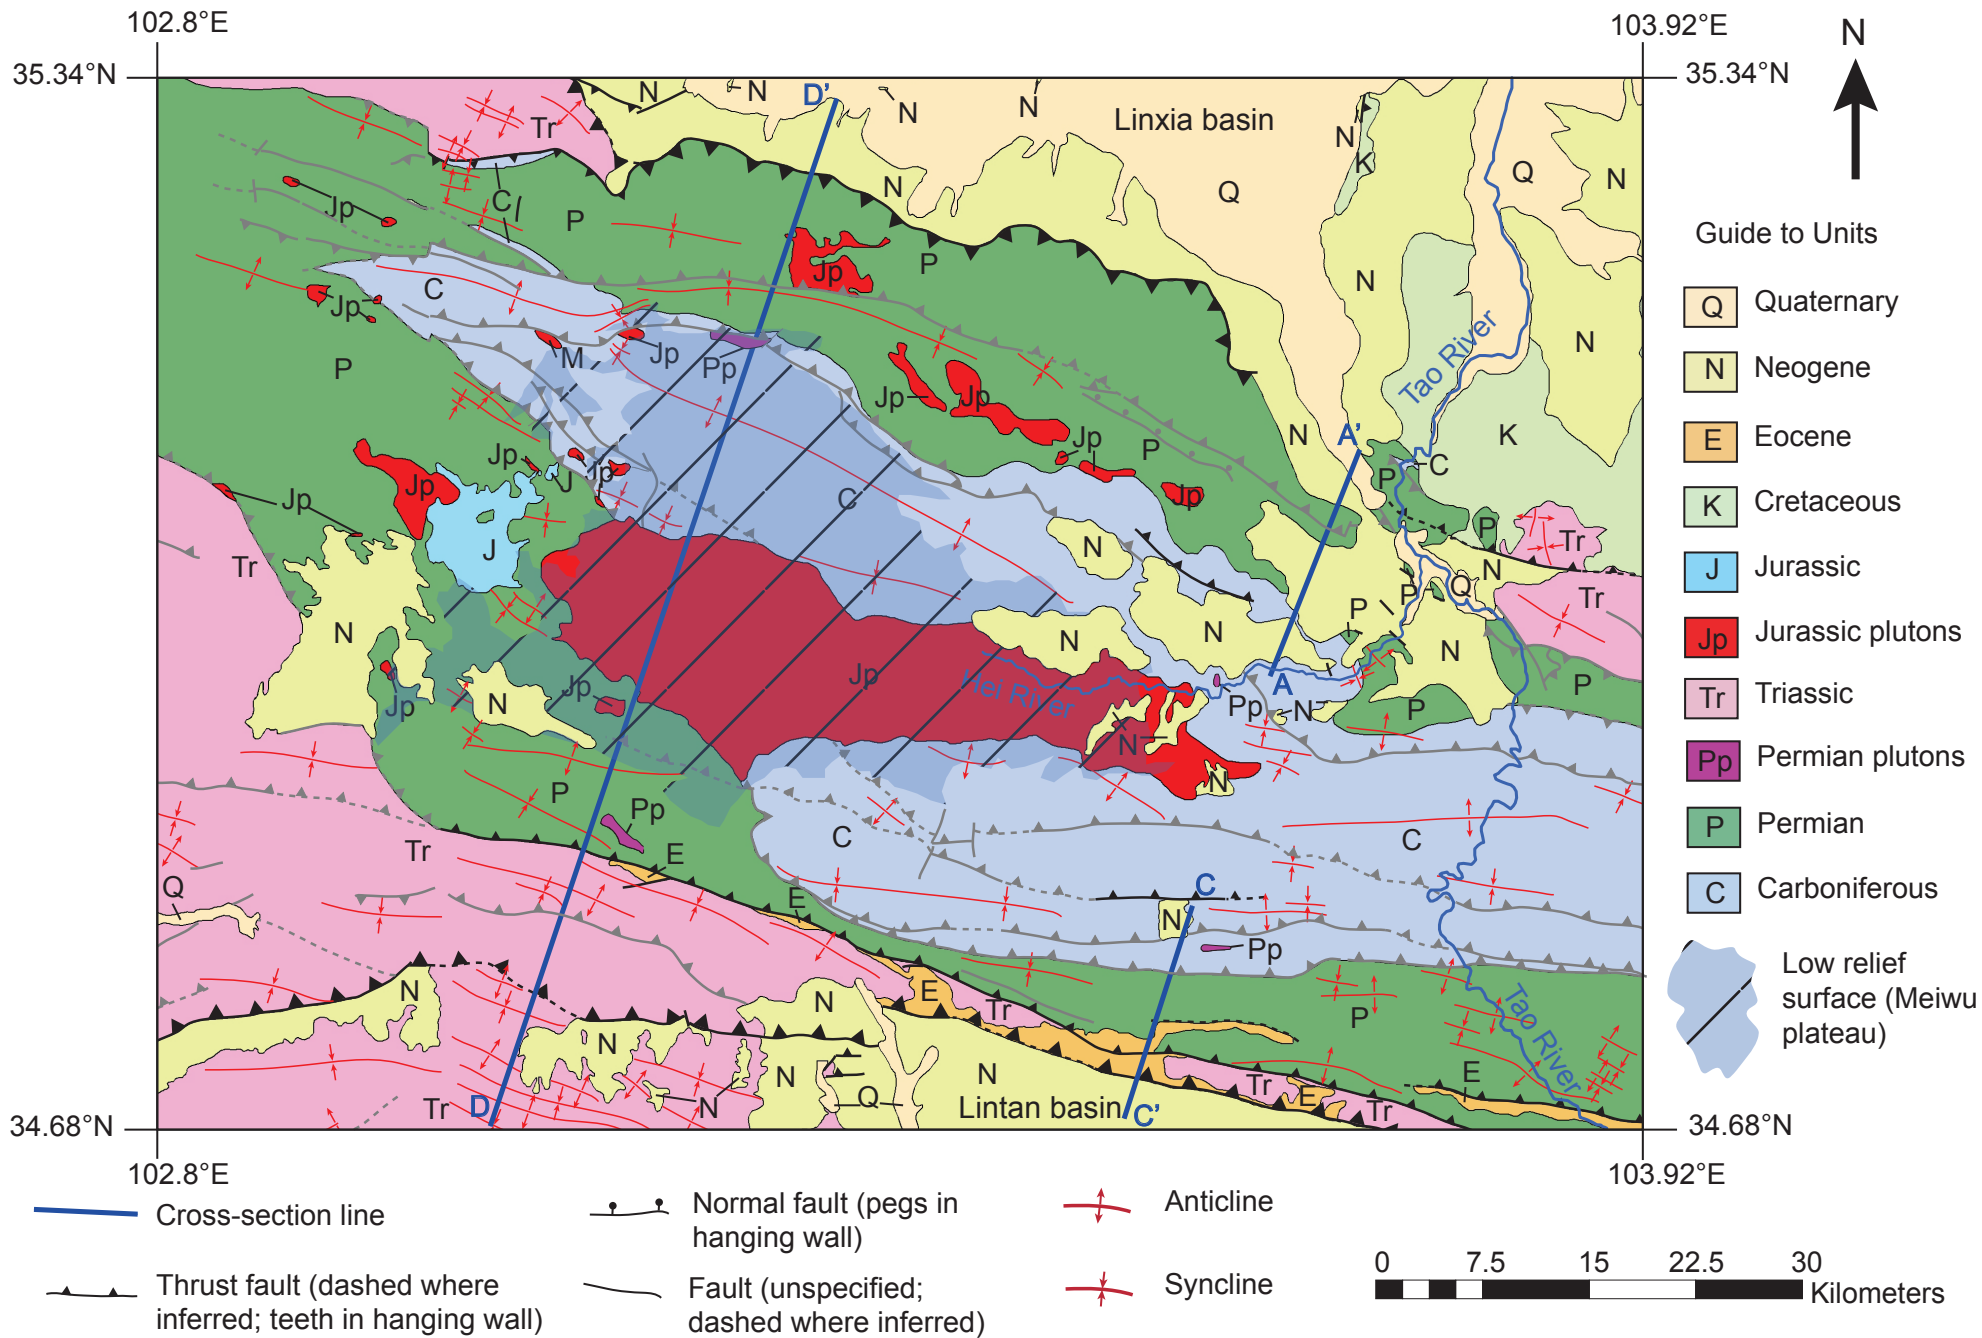 102.8°E
103.92°E
35.34°N
35.34°N
N
N
N
D'
N
N
Linxia basin
N
Tr
K
Q
N
Q
N
C
Jp
P
N
Jp
P
N
C
Jp
N
Tao River
M
Jp
Pp
P
Jp
Jp
N
K
A'
Jp
P
Jp
Jp
J
Jp
C
P
C
Jp
Jp
P
Tr
J
N
N
Tr
Q
P
Tr
N
P
N
N
N
Jp
Hei River
A
P
Jp
N
Jp
Pp
N
P
N
N
P
Pp
C
C
Tr
E
Q
E
C
N
Pp
N
N
E
Tr
P
Tao River
N
N
N
Q
N
Lintan basin
C'
Tr
D
Tr
E
Tr
E
34.68°N
34.68°N
102.8°E
103.92°E
N
Guide to Units
Q Quaternary
N Neogene
E Eocene
K Cretaceous
J Jurassic
Jp Jurassic plutons
Tr Triassic
Pp Permian plutons
P Permian
C Carboniferous
Low relief
surface (Meiwu
plateau)
Cross-section line
Normal fault (pegs in
hanging wall)
Anticline
Thrust fault (dashed where
inferred; teeth in hanging wall)
Fault (unspecified;
dashed where inferred)
Syncline
0 7.5 15 22.5 30
Kilometers